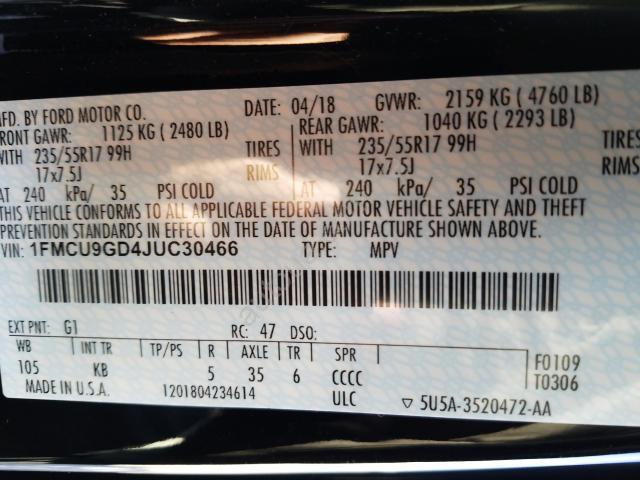 MFD. BY FORD MOTOR CO. DATE: 04/18 GVWR: 2159 KG ( 4760 LB)
FRONT GAWR: 1125 KG ( 2480 LB) REAR GAWR: 1040 KG ( 2293 LB)
WITH 235/55R17 99H TIRES WITH 235/55R17 99H TIRES
17x7.5J RIMS 17x7.5J RIMS
AT 240 kPa/ 35 PSI COLD AT 240 kPa/ 35 PSI COLD
THIS VEHICLE CONFORMS TO ALL APPLICABLE FEDERAL MOTOR VEHICLE SAFETY AND THEFT
PREVENTION STANDARDS IN EFFECT ON THE DATE OF MANUFACTURE SHOWN ABOVE.
VIN: 1FMCU9GD4JUC30466 TYPE: MPV
EXT PNT: G1 RC: 47 DSO:
WB INT TR TP/PS R AXLE TR SPR F0109
105 KB 5 35 6 CCCC T0306
MADE IN U.S.A. 1201804234614 ULC ▽ 5U5A-3520472-AA